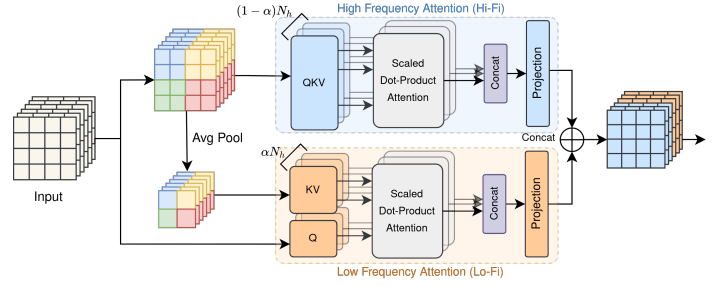 (1−α)N_h
High Frequency Attention (Hi-Fi)
QKV
Scaled
Dot-Product
Attention
Concat
Projection
Input
Avg Pool
Concat
αN_h
KV
Q
Scaled
Dot-Product
Attention
Concat
Projection
Low Frequency Attention (Lo-Fi)